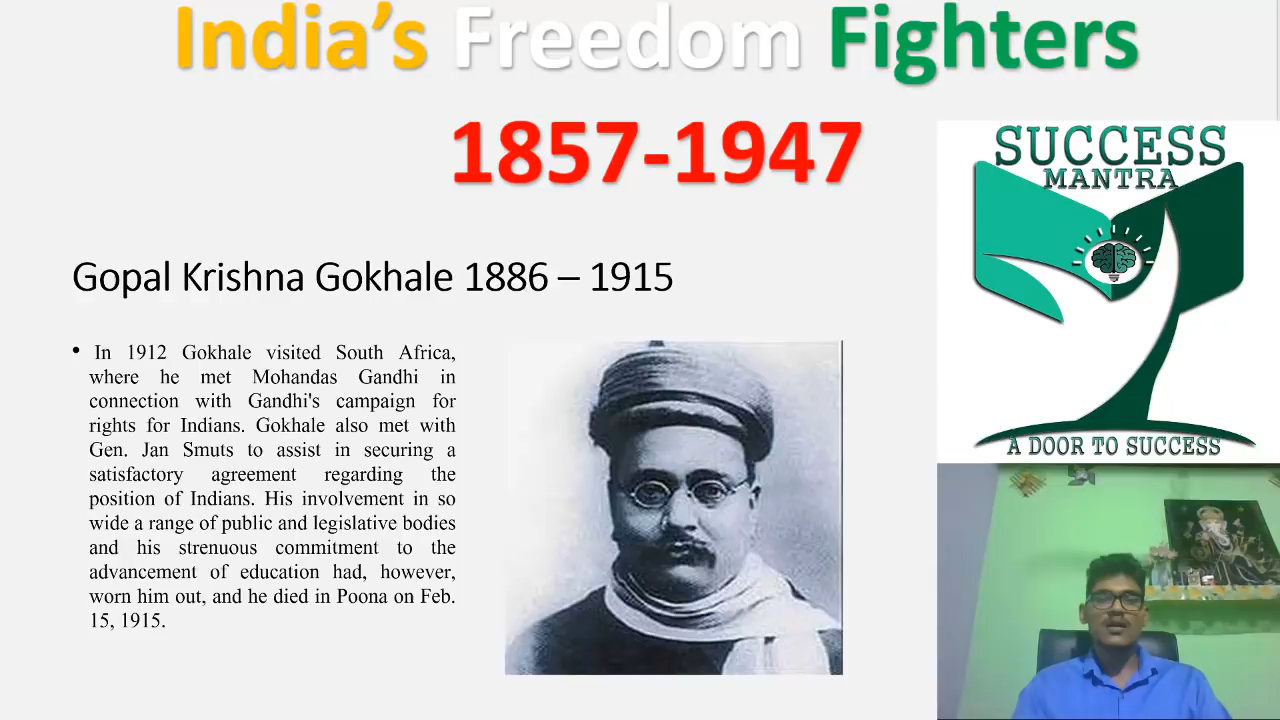 India's Freedom Fighters
1857-1947
SUCCESS
MANTRA
Gopal Krishna Gokhale 1886 – 1915
• In 1912 Gokhale visited South Africa,
where he met Mohandas Gandhi in
connection with Gandhi's campaign for
rights for Indians. Gokhale also met with
Gen. Jan Smuts to assist in securing a
satisfactory agreement regarding the
position of Indians. His involvement in so
wide a range of public and legislative bodies
and his strenuous commitment to the
advancement of education had, however,
worn him out, and he died in Poona on Feb.
15, 1915.
A DOOR TO SUCCESS